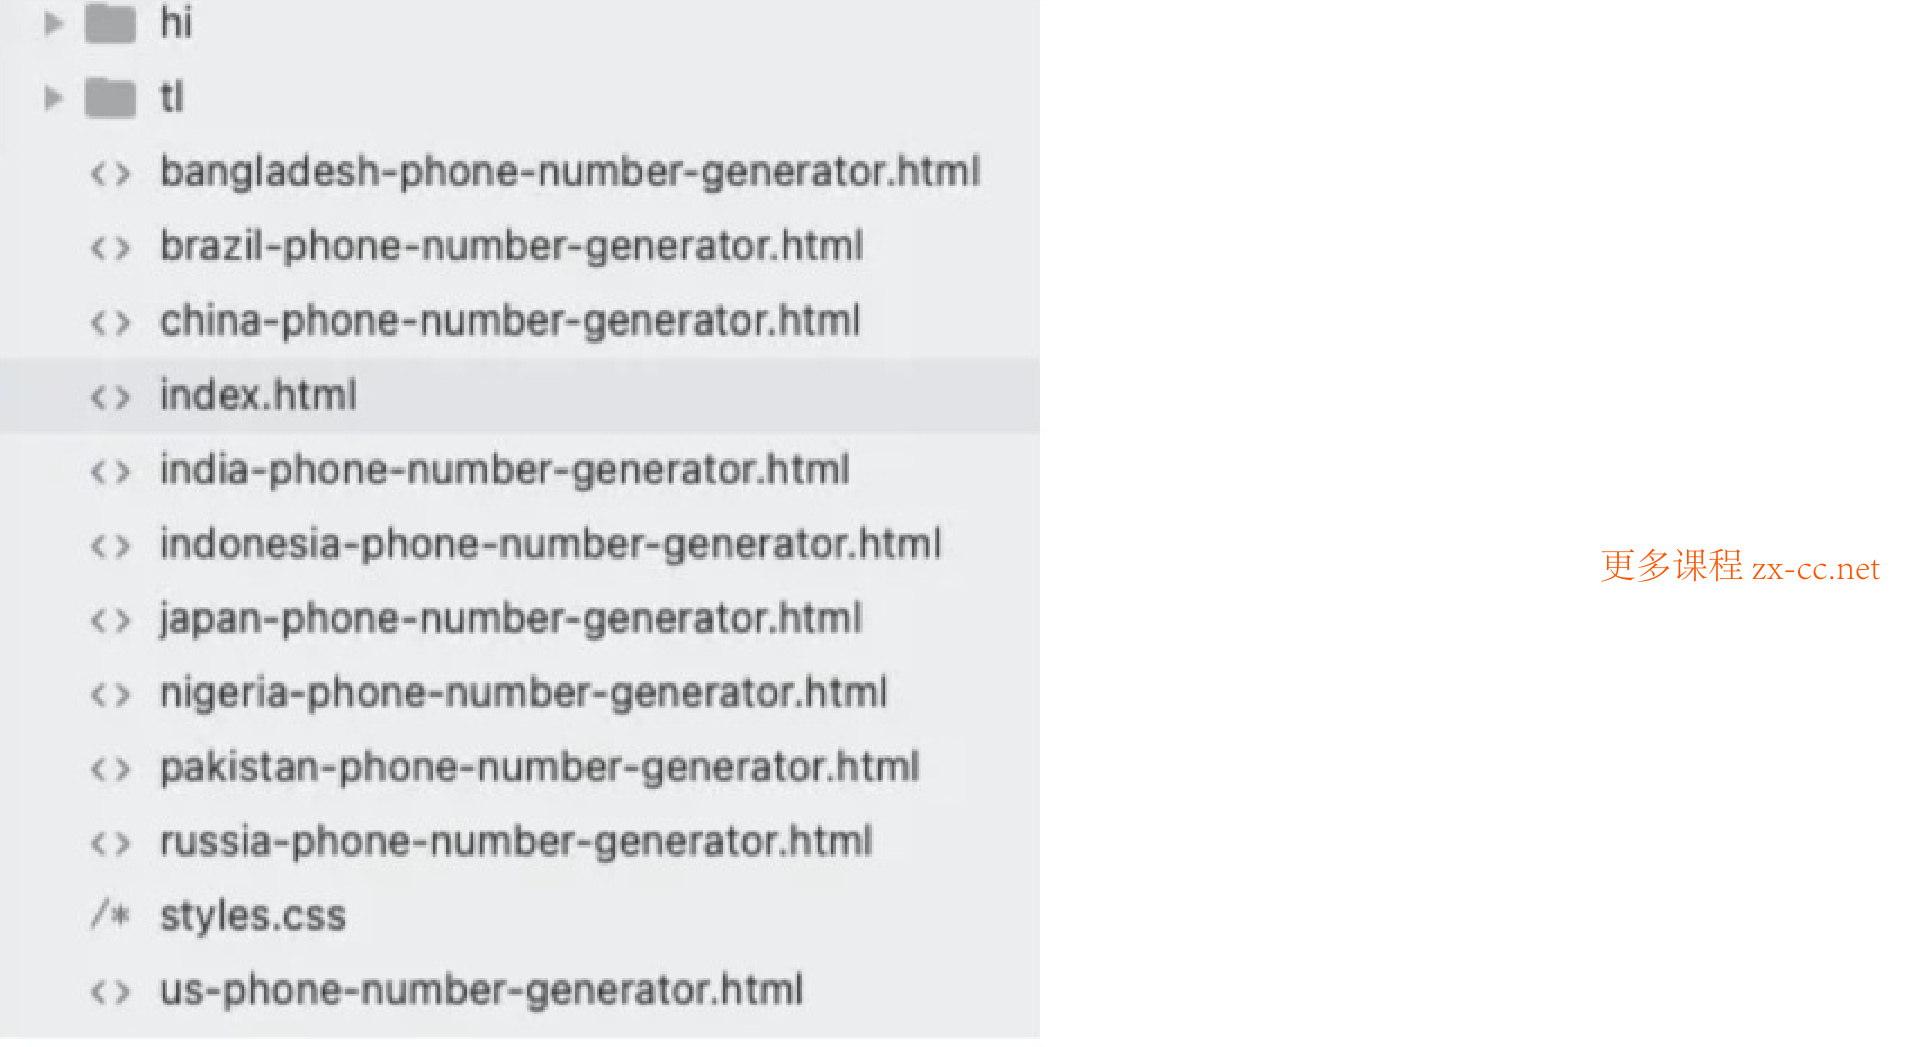 hi
tl
bangladesh-phone-number-generator.html
brazil-phone-number-generator.html
china-phone-number-generator.html
index.html
india-phone-number-generator.html
indonesia-phone-number-generator.html
更多课程 zx-cc.net
japan-phone-number-generator.html
nigeria-phone-number-generator.html
pakistan-phone-number-generator.html
russia-phone-number-generator.html
/* styles.css
us-phone-number-generator.html